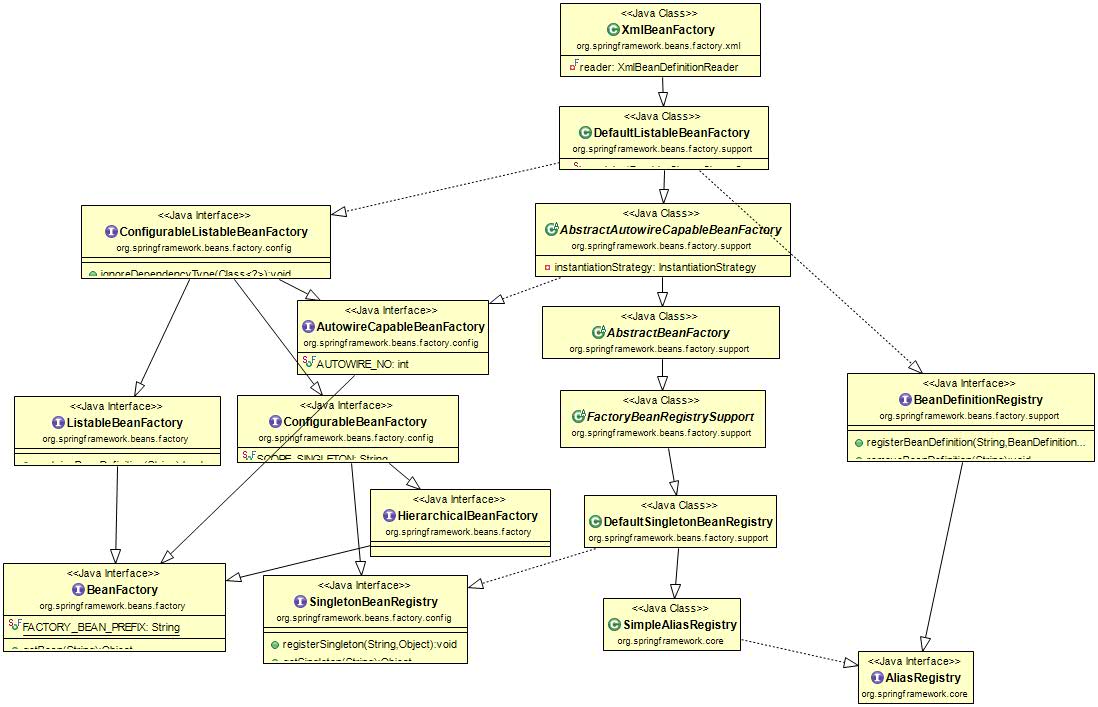 <<Java Class>>
XmlBeanFactory
org.springframework.beans.factory.xml
reader: XmlBeanDefinitionReader
<<Java Class>>
DefaultListableBeanFactory
org.springframework.beans.factory.support
<<Java Interface>>
ConfigurableListableBeanFactory
org.springframework.beans.factory.config
ignoreDependencyType(Class<?>):void
<<Java Class>>
AbstractAutowireCapableBeanFactory
org.springframework.beans.factory.support
instantiationStrategy: InstantiationStrategy
<<Java Interface>>
AutowireCapableBeanFactory
org.springframework.beans.factory.config
AUTOWIRE_NO: int
<<Java Class>>
AbstractBeanFactory
org.springframework.beans.factory.support
<<Java Interface>>
BeanDefinitionRegistry
org.springframework.beans.factory.support
registerBeanDefinition(String,BeanDefinition...
removeBeanDefinition(String):void
<<Java Interface>>
ListableBeanFactory
org.springframework.beans.factory
<<Java Interface>>
ConfigurableBeanFactory
org.springframework.beans.factory.config
SCOPE_SINGLETON: String
<<Java Class>>
FactoryBeanRegistrySupport
org.springframework.beans.factory.support
<<Java Interface>>
HierarchicalBeanFactory
org.springframework.beans.factory
<<Java Class>>
DefaultSingletonBeanRegistry
org.springframework.beans.factory.support
<<Java Interface>>
BeanFactory
org.springframework.beans.factory
FACTORY_BEAN_PREFIX: String
getBean(String):Object
<<Java Interface>>
SingletonBeanRegistry
org.springframework.beans.factory.config
registerSingleton(String,Object):void
getSingleton(String):Object
<<Java Class>>
SimpleAliasRegistry
org.springframework.core
<<Java Interface>>
AliasRegistry
org.springframework.core